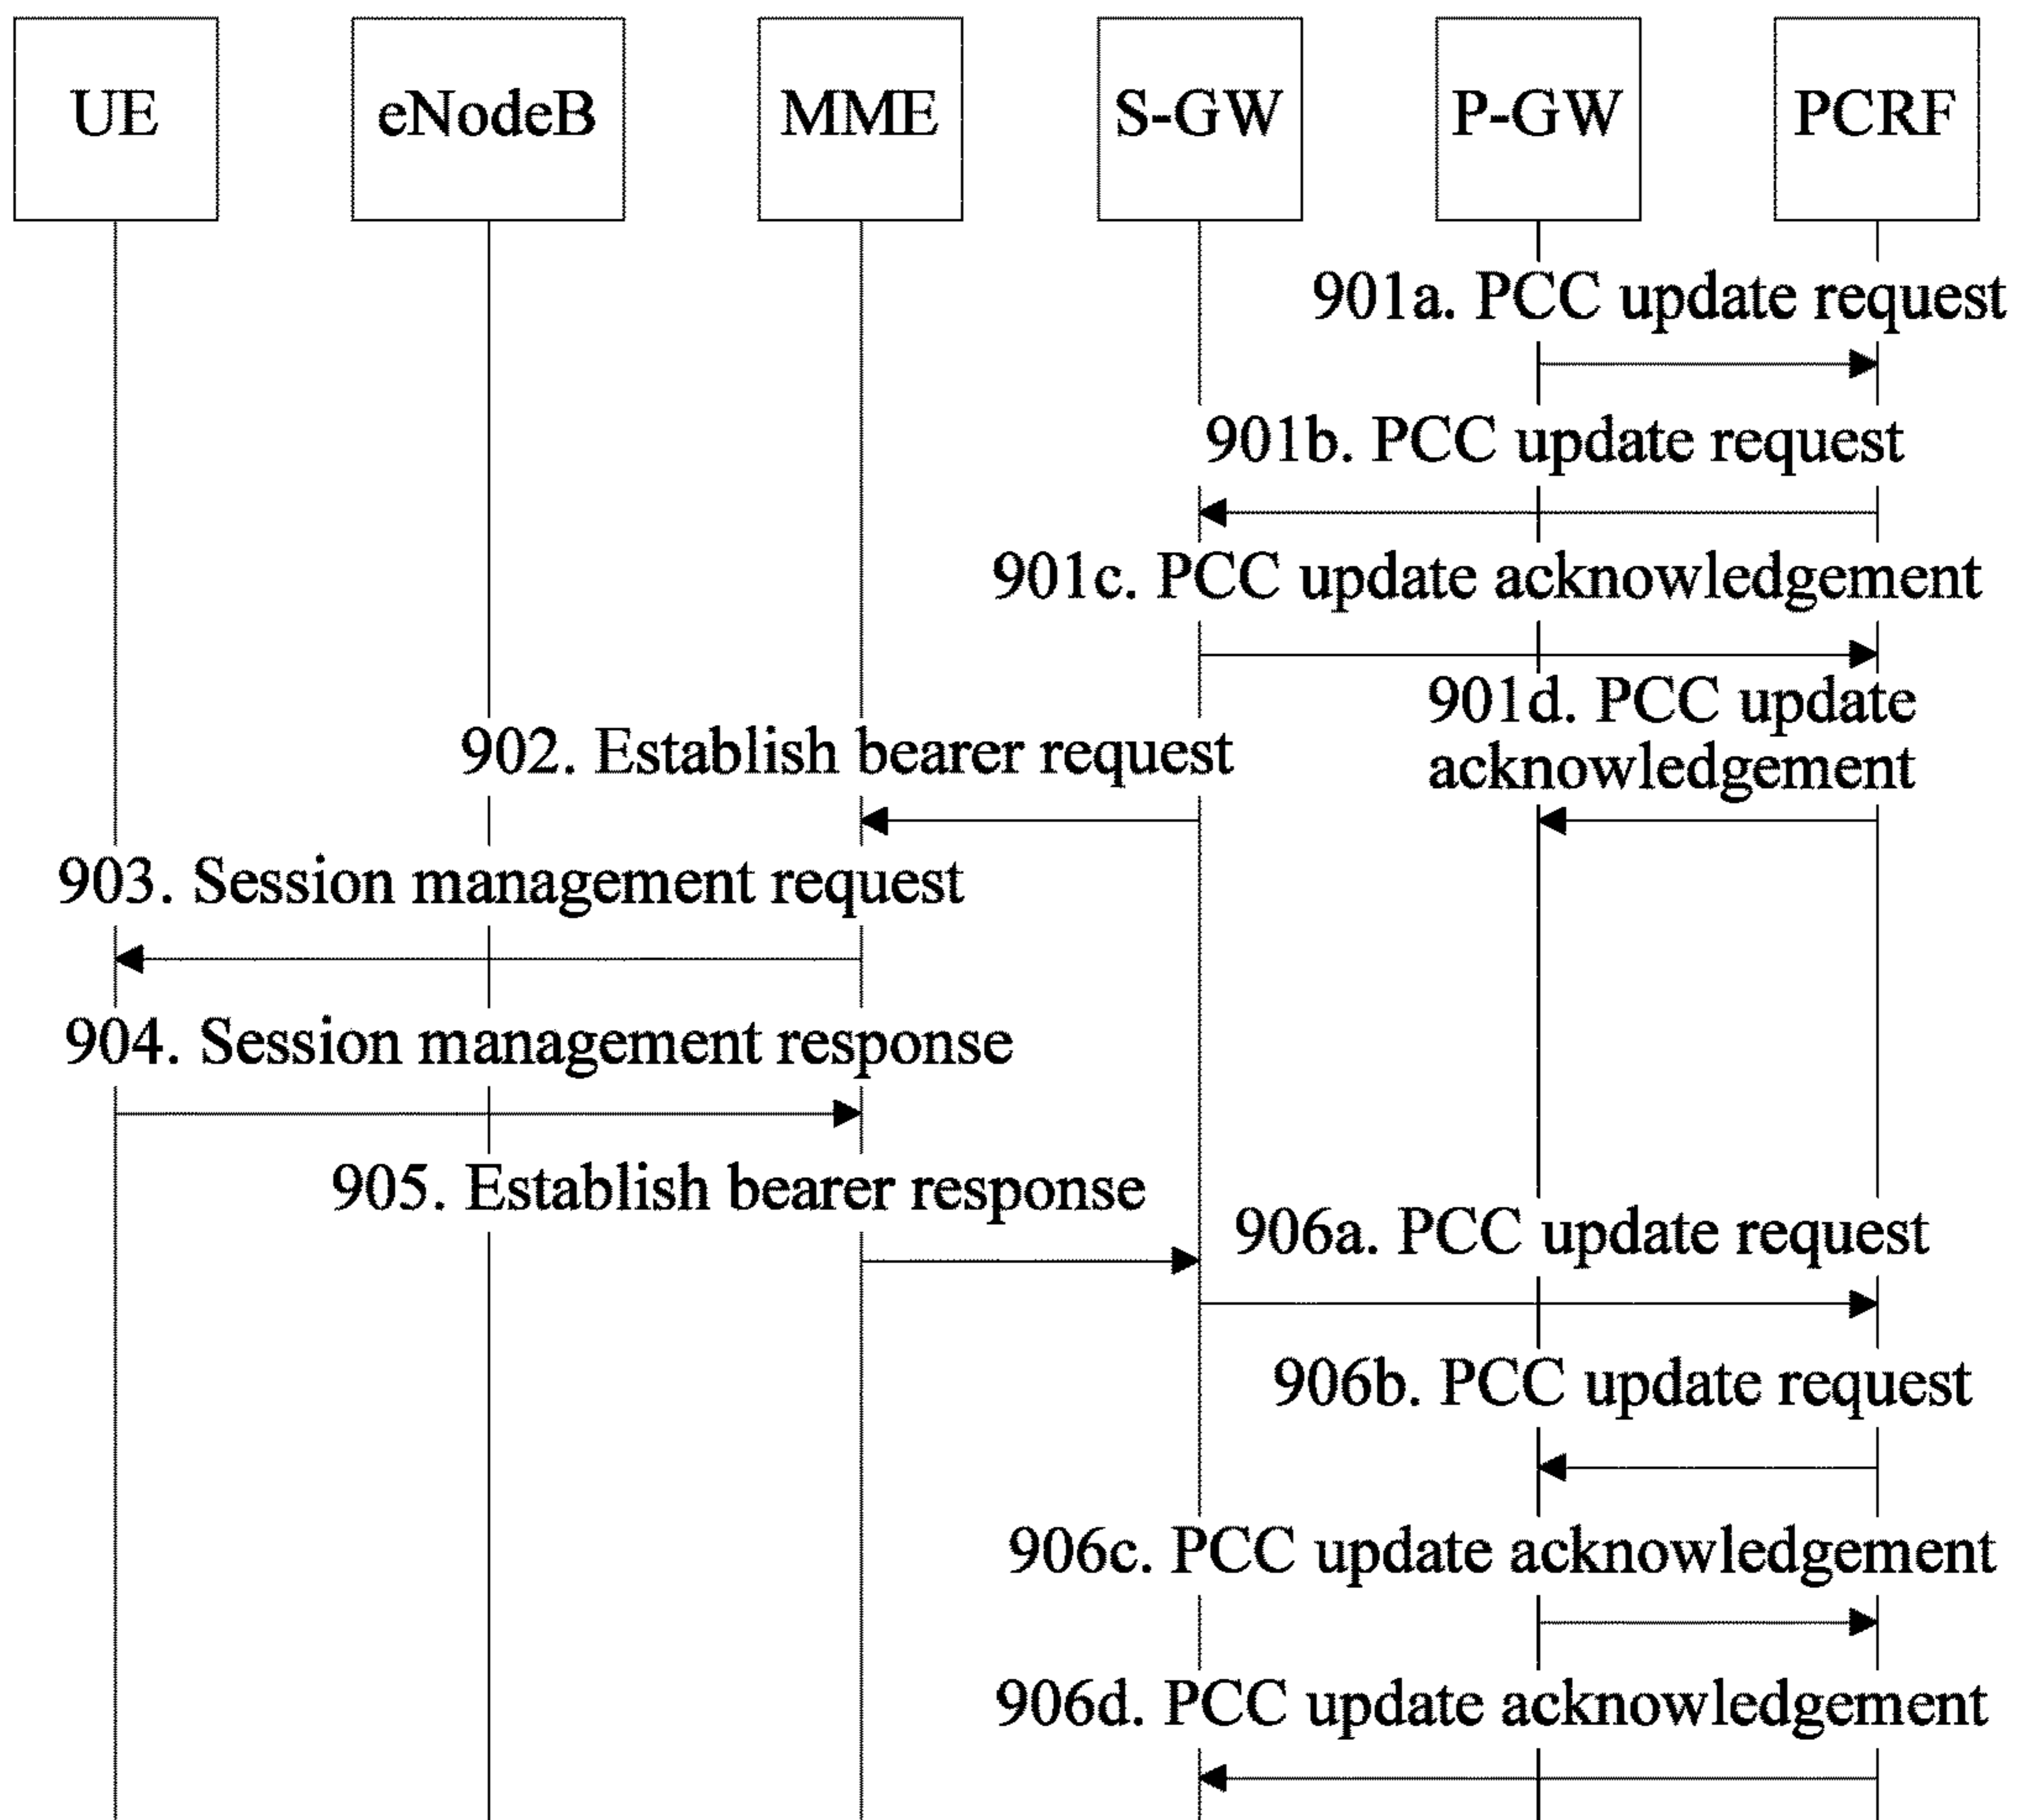 UE
eNodeB
MME
S-GW
P-GW
PCRF
901a. PCC update request
901b. PCC update request
901c. PCC update acknowledgement
901d. PCC update
acknowledgement
902. Establish bearer request
903. Session management request
904. Session management response
905. Establish bearer response
906a. PCC update request
906b. PCC update request
906c. PCC update acknowledgement
906d. PCC update acknowledgement